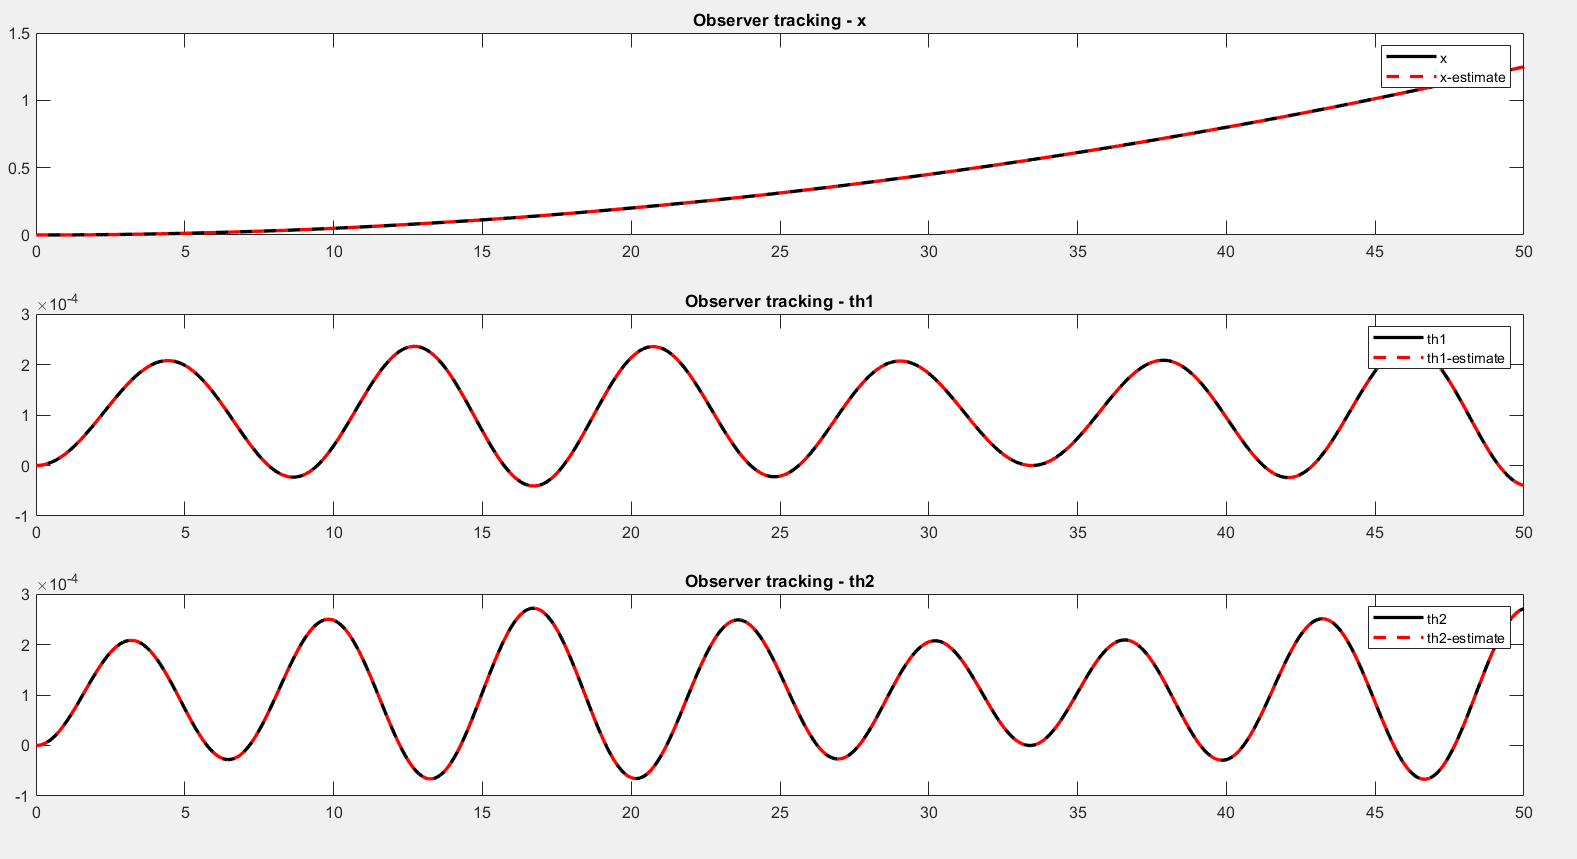 Observer tracking - x
1.5
1
0.5
0
0 5 10 15 20 25 30 35 40 45 50
x
x-estimate
×10-4
Observer tracking - th1
3
2
1
0
-1
0 5 10 15 20 25 30 35 40 45 50
th1
th1-estimate
×10-4
Observer tracking - th2
3
2
1
0
-1
0 5 10 15 20 25 30 35 40 45 50
th2
th2-estimate